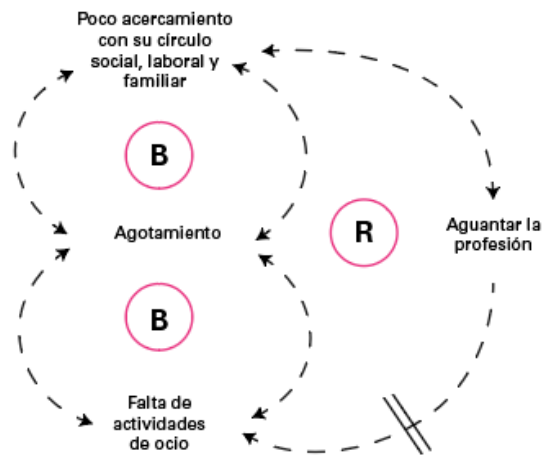 Poco acercamiento
con su círculo
social, laboral y
familiar
B
Agotamiento
R
Aguantar la
profesión
B
Falta de
actividades
de ocio